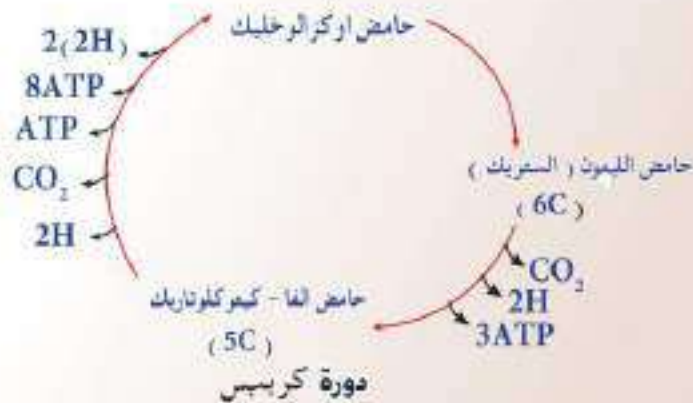 حامض اوكزالوخليك
2(2H)
8ATP
ATP
CO₂
2H
حامض الليمون ( الستريك )
( 6C )
CO₂
2H
3ATP
حامض الفا - كيتوكلوتاريك
( 5C )
دورة كريبس